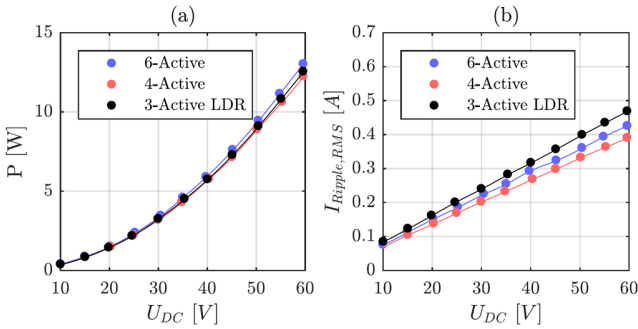 (a)
15
10
5
0
P [W]
6-Active
4-Active
3-Active LDR
10 20 30 40 50 60
U_DC [V]
(b)
0.7
0.6
0.5
0.4
0.3
0.2
0.1
0
I_Ripple,RMS [A]
6-Active
4-Active
3-Active LDR
10 20 30 40 50 60
U_DC [V]